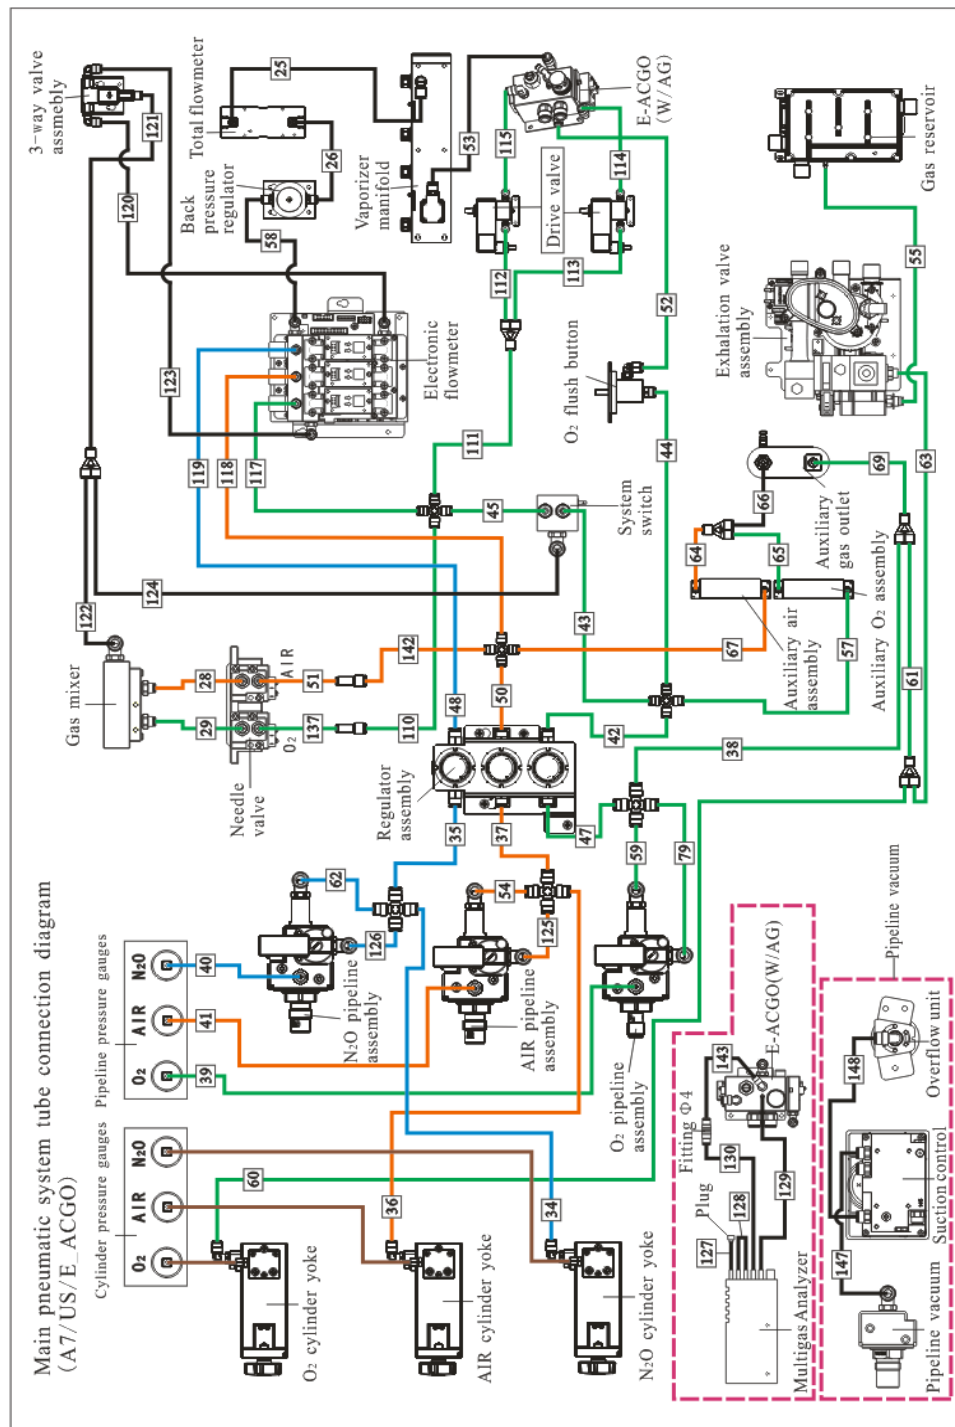 Main pneumatic system tube connection diagram
(A7/US/E_ACGO)
Cylinder pressure gauges
Pipeline pressure gauges
O₂
AIR
N₂O
O₂
AIR
N₂O
39
41
40
60
36
34
O₂ cylinder yoke
AIR cylinder yoke
N₂O cylinder yoke
N₂O pipeline
assembly
AIR pipeline
assembly
O₂ pipeline
assembly
62
126
54
125
59
79
35
37
47
Regulator
assembly
48
50
42
38
Gas mixer
28
29
Needle
valve
AIR
O₂
51
137
142
110
122
124
123
120
121
3-way valve
assmebly
Total flowmeter
25
26
Back
pressure
regulator
58
Vaporizer
manifold
53
E-ACGO
(W/AG)
115
114
Drive valve
112
113
111
Electronic
flowmeter
119
118
117
45
System
switch
43
44
52
O₂ flush button
Gas reservoir
55
Exhalation valve
assembly
63
69
66
64
65
Auxiliary
gas outlet
Auxiliary O₂ assembly
Auxiliary air
assembly
67
57
61
Multigas Analyzer
127
128
Plug
130
129
Fitting Φ4
143
E-ACGO(W/AG)
Pipeline vacuum
Pipeline vacuum
147
148
Suction control
Overflow unit